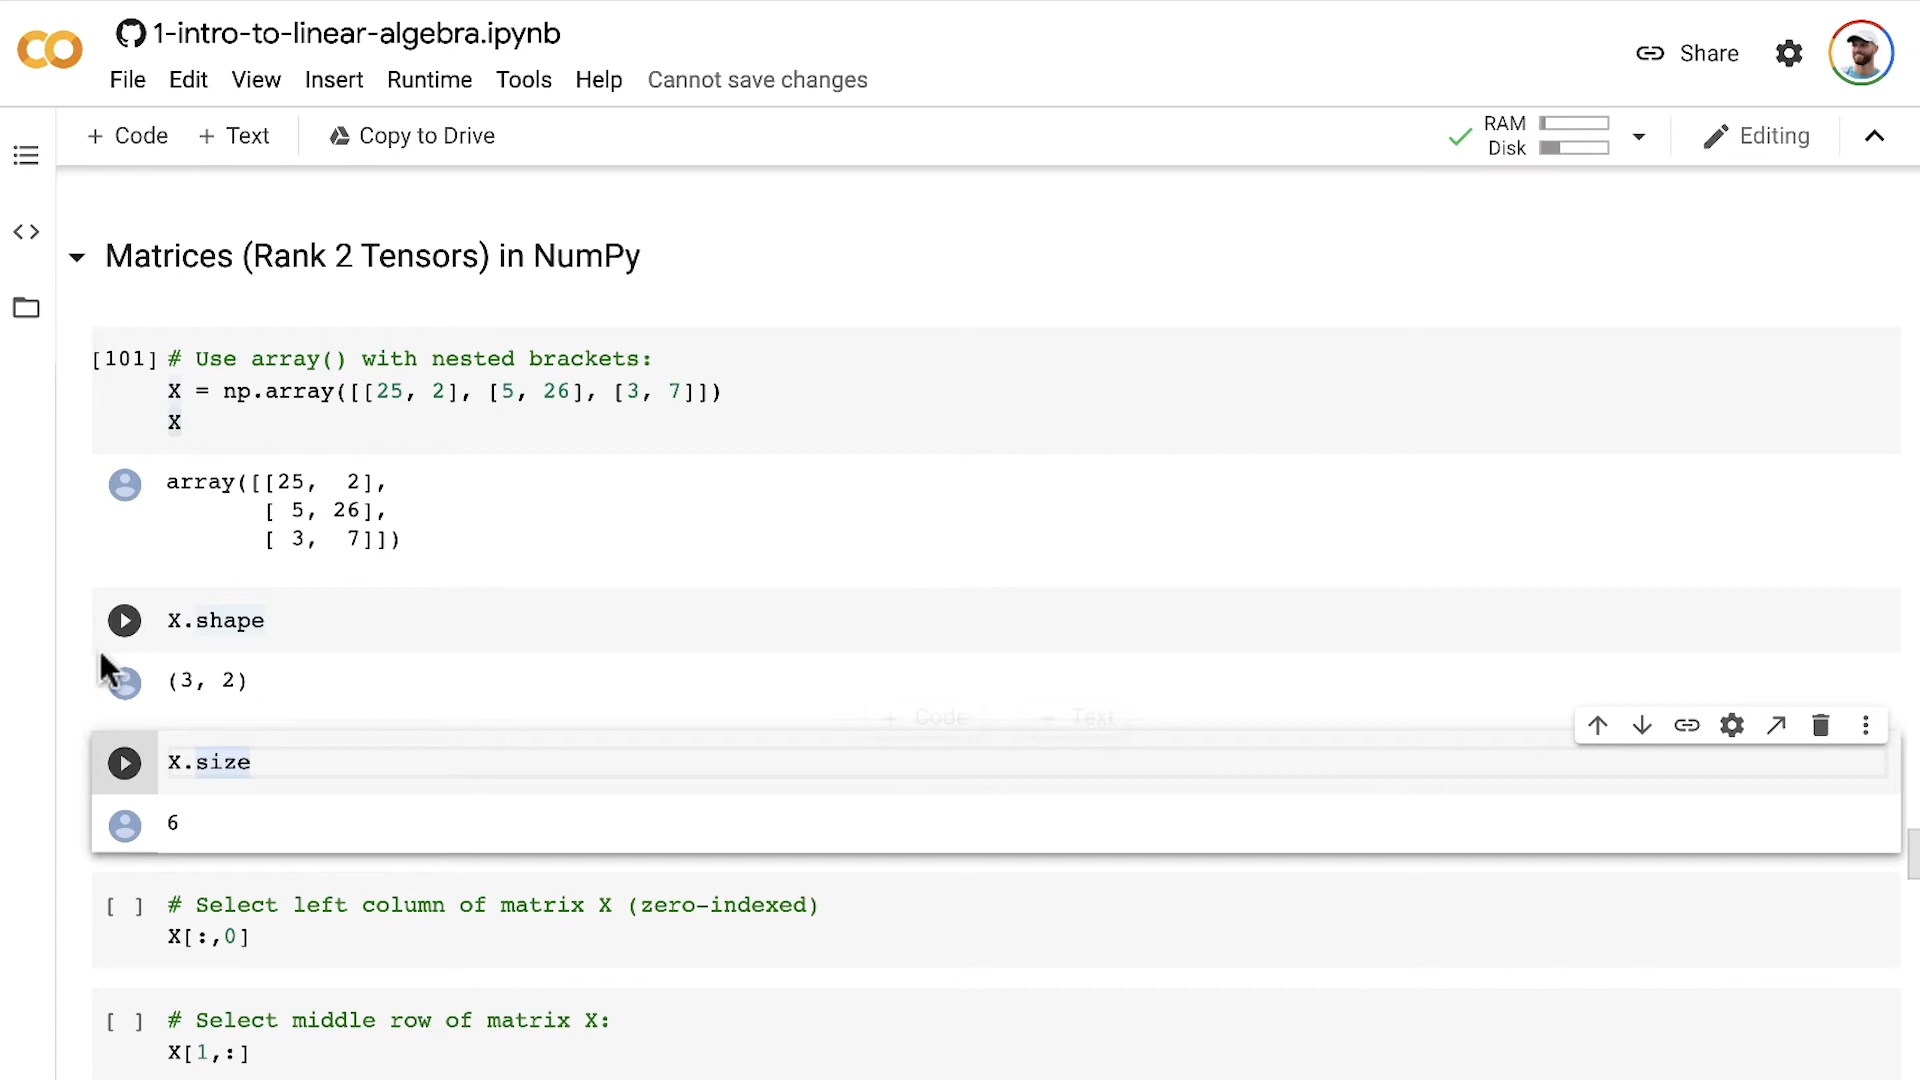 1-intro-to-linear-algebra.ipynb
File Edit View Insert Runtime Tools Help Cannot save changes
Share
+ Code + Text Copy to Drive
RAM
Disk
Editing
Matrices (Rank 2 Tensors) in NumPy
[101] # Use array() with nested brackets:
X = np.array([[25, 2], [5, 26], [3, 7]])
X
array([[25,  2],
       [ 5, 26],
       [ 3,  7]])
X.shape
(3, 2)
+ Code + Text
X.size
6
[ ] # Select left column of matrix X (zero-indexed)
X[:,0]
[ ] # Select middle row of matrix X:
X[1,:]